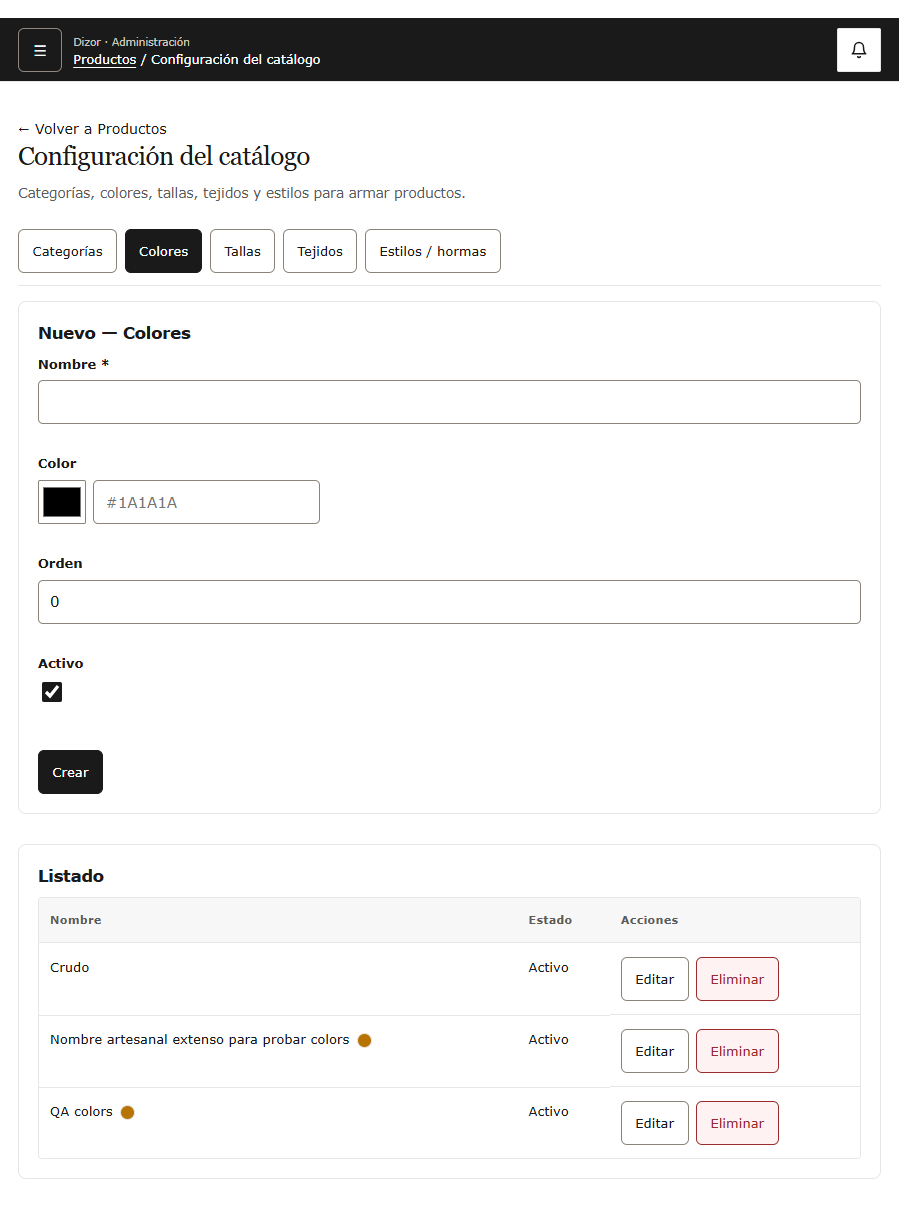 ☰
Dizor · Administración
Productos / Configuración del catálogo
← Volver a Productos
Configuración del catálogo
Categorías, colores, tallas, tejidos y estilos para armar productos.
Categorías Colores Tallas Tejidos Estilos / hormas
Nuevo — Colores
Nombre *
Color
#1A1A1A
Orden
0
Activo
Crear
Listado
Nombre Estado Acciones
Crudo Activo Editar Eliminar
Nombre artesanal extenso para probar colors Activo Editar Eliminar
QA colors Activo Editar Eliminar